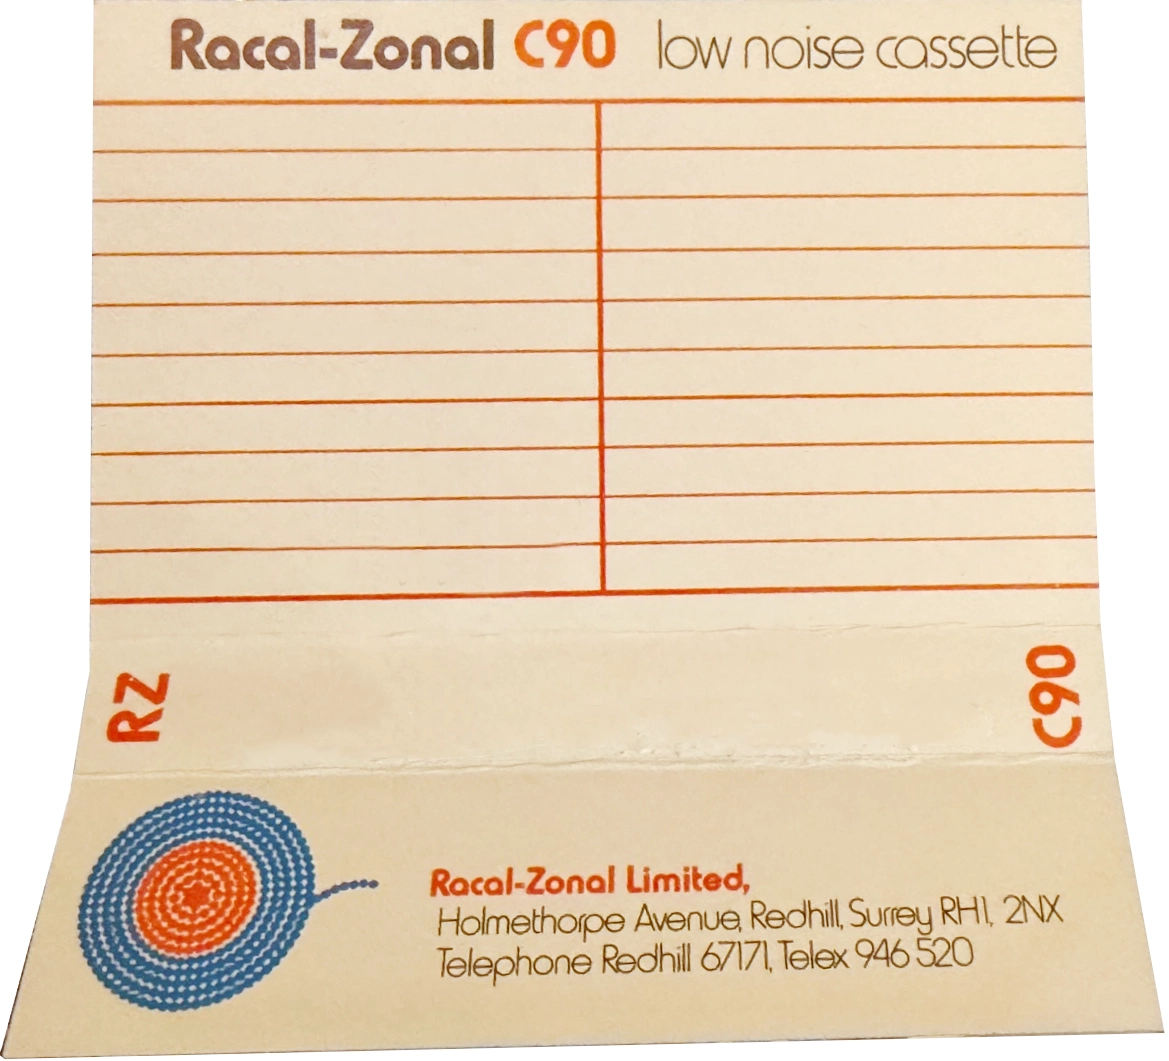 Racal-Zonal C90 low noise cassette
RZ
C90
Racal-Zonal Limited,
Holmethorpe Avenue, Redhill, Surrey RH1, 2NX
Telephone Redhill 67171, Telex 946 520